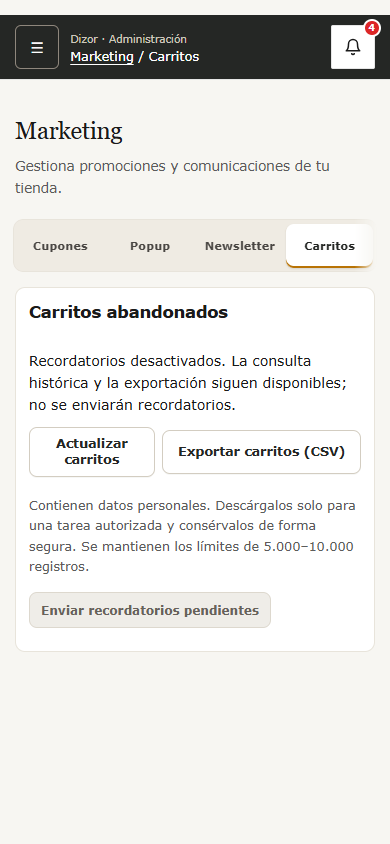 ☰
Dizor · Administración
Marketing / Carritos
4
Marketing
Gestiona promociones y comunicaciones de tu
tienda.
Cupones
Popup
Newsletter
Carritos
Carritos abandonados
Recordatorios desactivados. La consulta
histórica y la exportación siguen disponibles;
no se enviarán recordatorios.
Actualizar
carritos
Exportar carritos (CSV)
Contienen datos personales. Descárgalos solo para
una tarea autorizada y consérvalos de forma
segura. Se mantienen los límites de 5.000–10.000
registros.
Enviar recordatorios pendientes